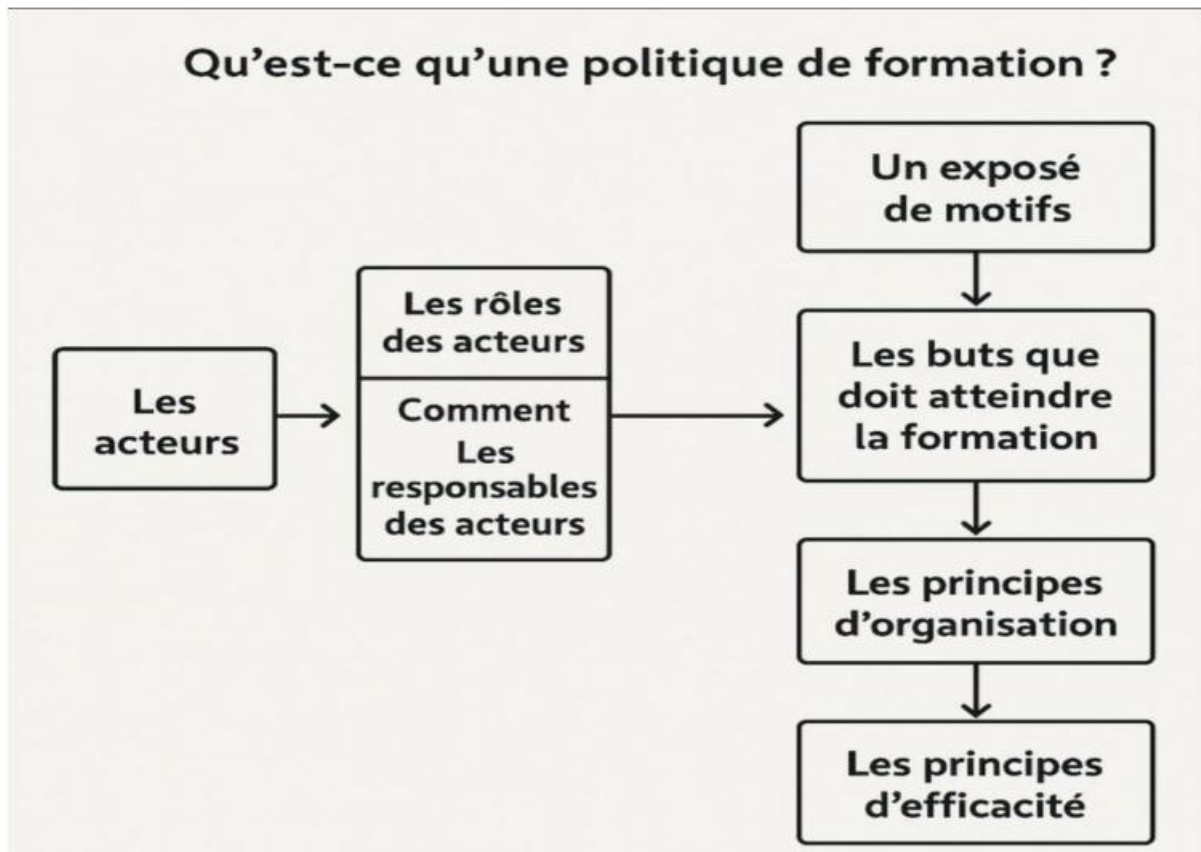 Qu'est-ce qu'une politique de formation ?
Un exposé
de motifs
Les rôles
des acteurs
Les
acteurs
Comment
Les
responsables
des acteurs
Les buts que
doit atteindre
la formation
Les principes
d'organisation
Les principes
d'efficacité